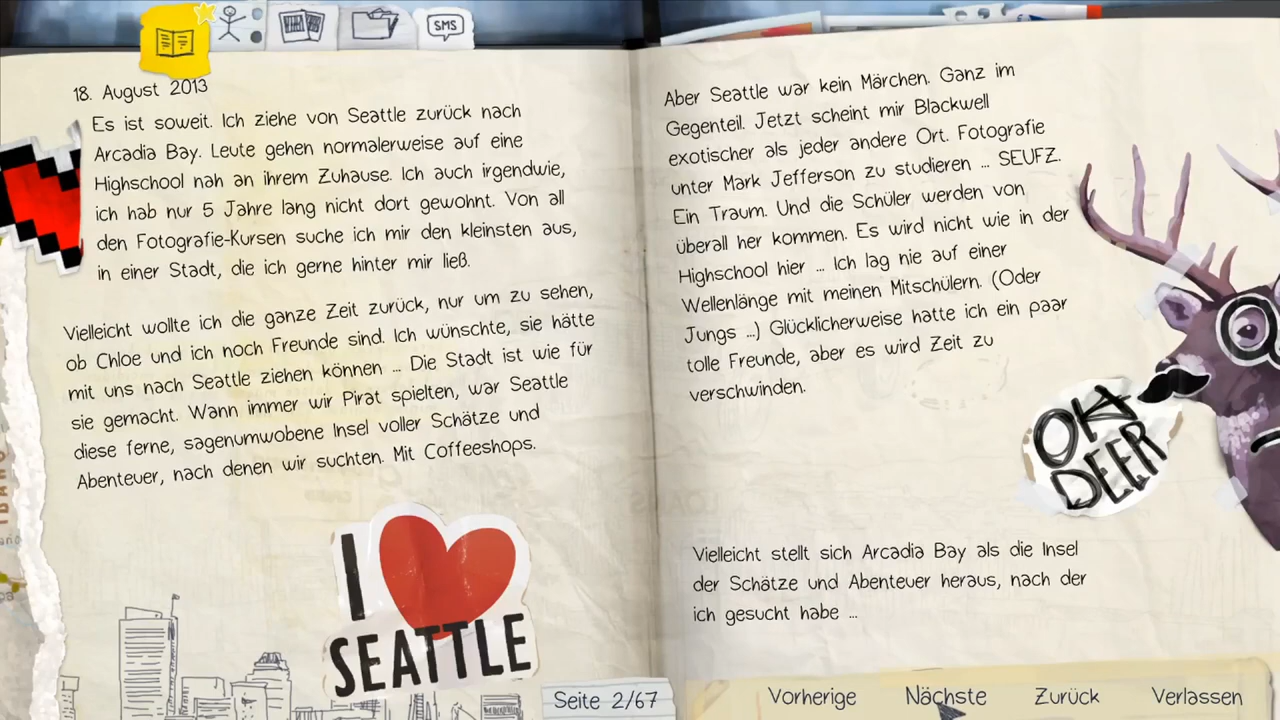 SMS
18. August 2013
Es ist soweit. Ich ziehe von Seattle zurück nach
Arcadia Bay. Leute gehen normalerweise auf eine
Highschool nah an ihrem Zuhause. Ich auch irgendwie,
ich hab nur 5 Jahre lang nicht dort gewohnt. Von all
den Fotografie-Kursen suche ich mir den kleinsten aus,
in einer Stadt, die ich gerne hinter mir ließ.
Vielleicht wollte ich die ganze Zeit zurück, nur um zu sehen,
ob Chloe und ich noch Freunde sind. Ich wünschte, sie hätte
mit uns nach Seattle ziehen können ... Die Stadt ist wie für
sie gemacht. Wann immer wir Pirat spielten, war Seattle
diese ferne, sagenumwobene Insel voller Schätze und
Abenteuer, nach denen wir suchten. Mit Coffeeshops.
I
SEATTLE
Aber Seattle war kein Märchen. Ganz im
Gegenteil. Jetzt scheint mir Blackwell
exotischer als jeder andere Ort. Fotografie
unter Mark Jefferson zu studieren ... SEUFZ.
Ein Traum. Und die Schüler werden von
überall her kommen. Es wird nicht wie in der
Highschool hier ... Ich lag nie auf einer
Wellenlänge mit meinen Mitschülern. (Oder
Jungs ...) Glücklicherweise hatte ich ein paar
tolle Freunde, aber es wird Zeit zu
verschwinden.
OH
DEER
Vielleicht stellt sich Arcadia Bay als die Insel
der Schätze und Abenteuer heraus, nach der
ich gesucht habe ...
Seite 2/67
Vorherige Nächste Zurück Verlassen